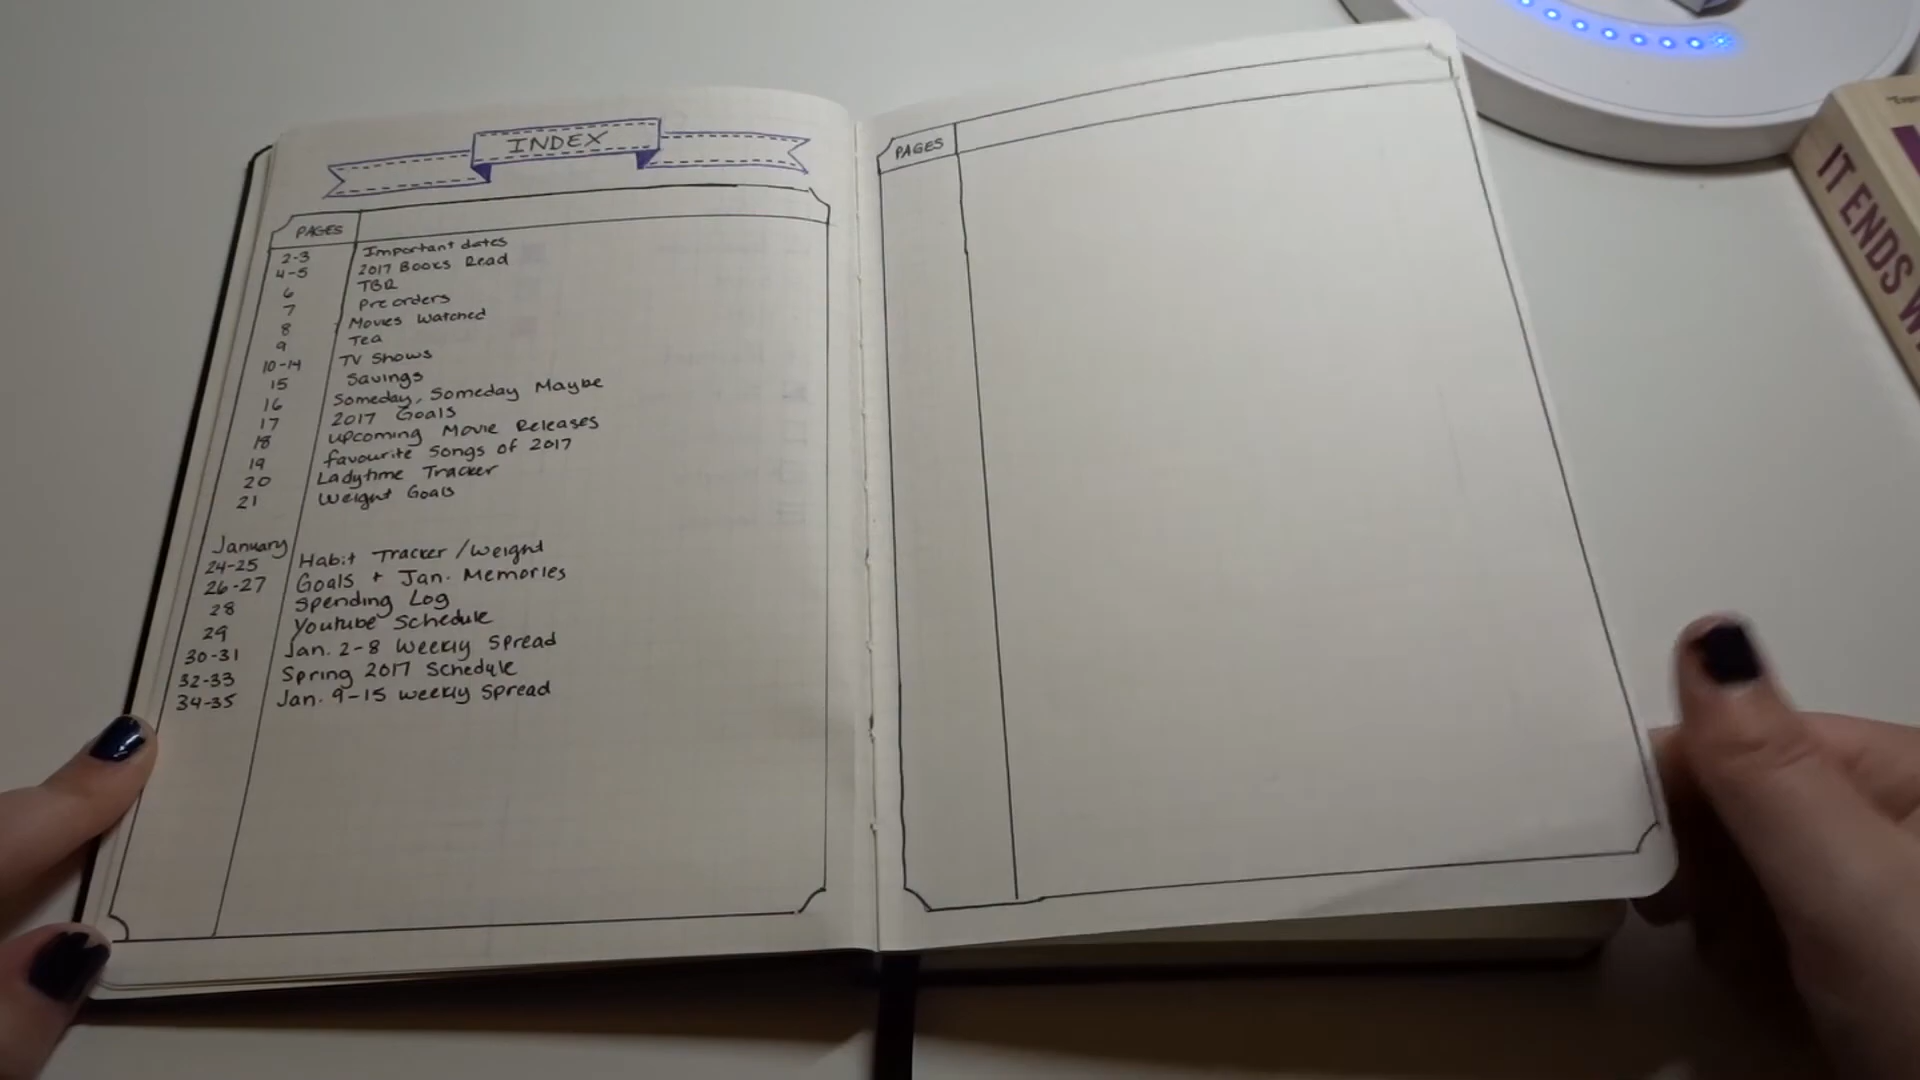 INDEX
PAGES
2-3 Important dates
4-5 2017 Books Read
6 TBR
7 Preorders
8 Movies Watched
9 Tea
10-14 TV Shows
15 Savings
16 Someday, Someday Maybe
17 2017 Goals
18 upcoming Movie Releases
19 favourite Songs of 2017
20 Ladytime Tracker
21 Weight Goals
January
24-25 Habit Tracker / Weight
26-27 Goals + Jan. Memories
28 Spending Log
29 Youtube Schedule
30-31 Jan. 2-8 Weekly Spread
32-33 Spring 2017 Schedule
34-35 Jan. 9-15 weekly Spread
PAGES
IT ENDS